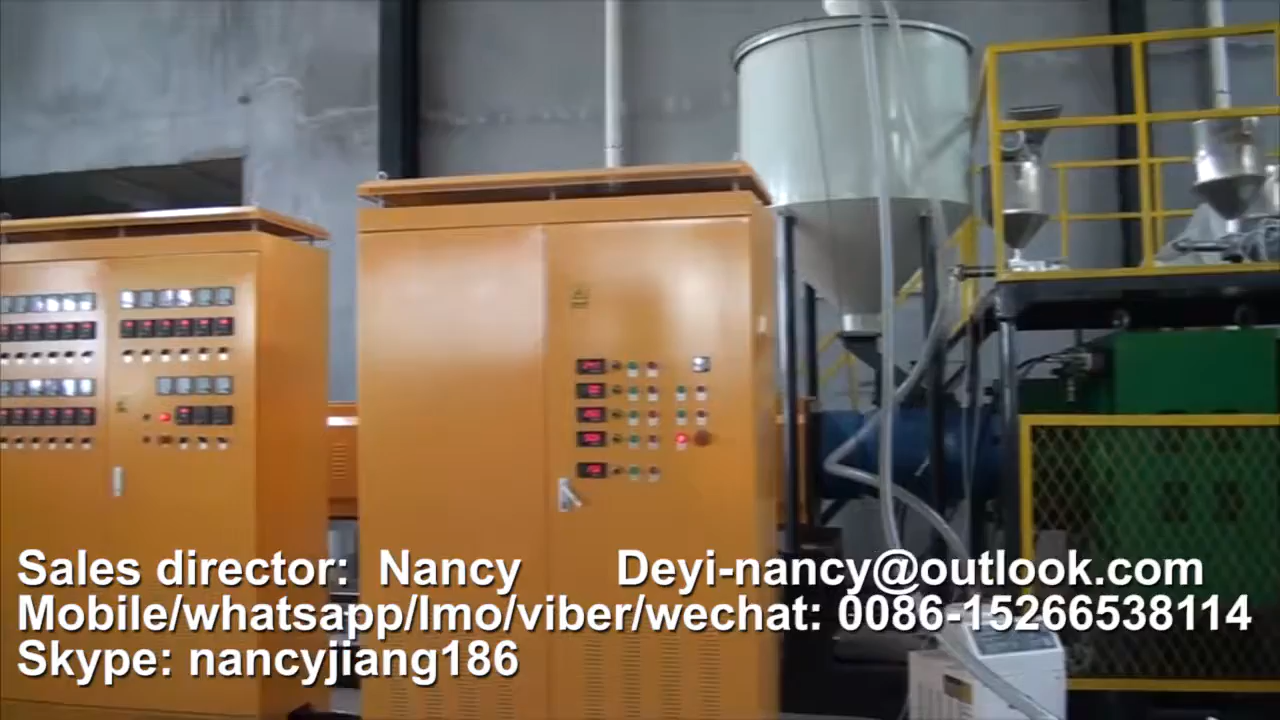 Sales director: Nancy Deyi-nancy@outlook.com
Mobile/whatsapp/Imo/viber/wechat: 0086-15266538114
Skype: nancyjiang186